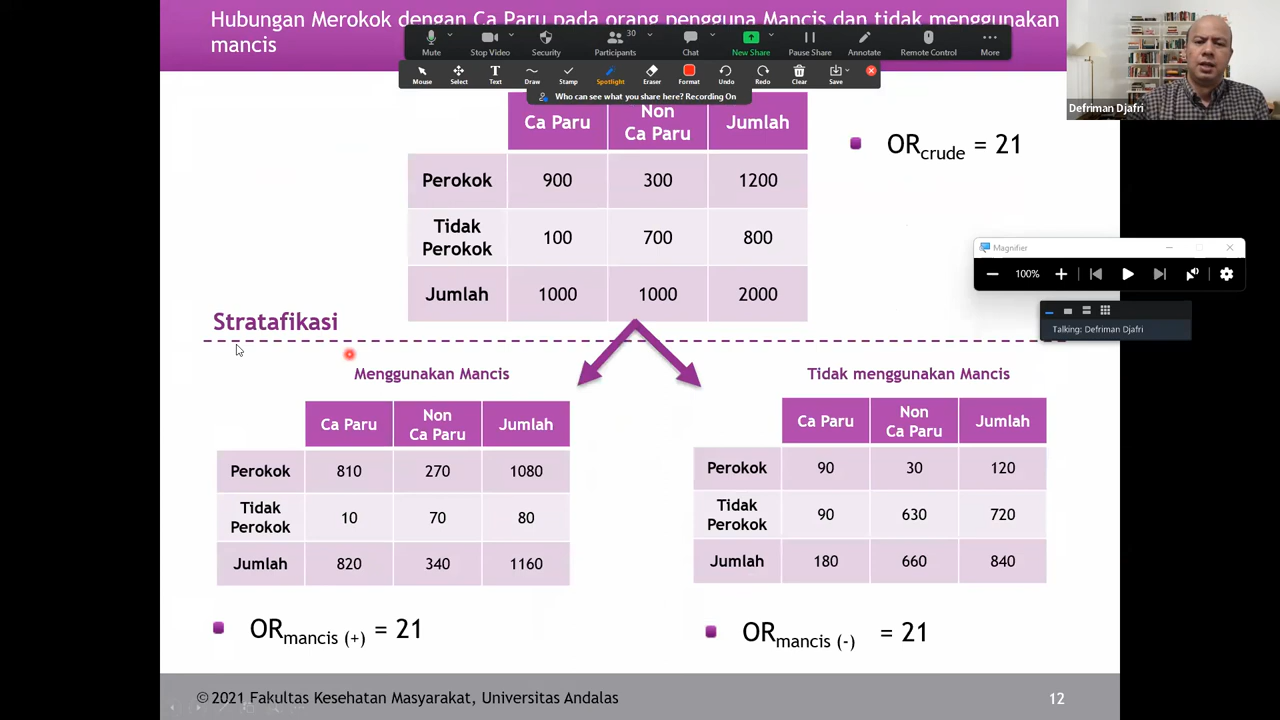 Hubungan Merokok dengan Ca Paru pada orang pengguna Mancis dan tidak menggunakan
mancis
Mute
Stop Video
Security
Participants
30
Chat
New Share
Pause Share
Annotate
Remote Control
More
Mouse
Select
Text
Draw
Stamp
Spotlight
Eraser
Format
Undo
Redo
Clear
Save
Who can see what you share here? Recording On
Defriman Djafri
Ca Paru
Non
Ca Paru
Jumlah
Perokok
900
300
1200
Tidak
Perokok
100
700
800
Jumlah
1000
1000
2000
ORcrude = 21
Magnifier
100%
Talking: Defriman Djafri
Stratafikasi
Menggunakan Mancis
Ca Paru
Non
Ca Paru
Jumlah
Perokok
810
270
1080
Tidak
Perokok
10
70
80
Jumlah
820
340
1160
ORmancis (+) = 21
Tidak menggunakan Mancis
Ca Paru
Non
Ca Paru
Jumlah
Perokok
90
30
120
Tidak
Perokok
90
630
720
Jumlah
180
660
840
ORmancis (-) = 21
© 2021 Fakultas Kesehatan Masyarakat, Universitas Andalas
12